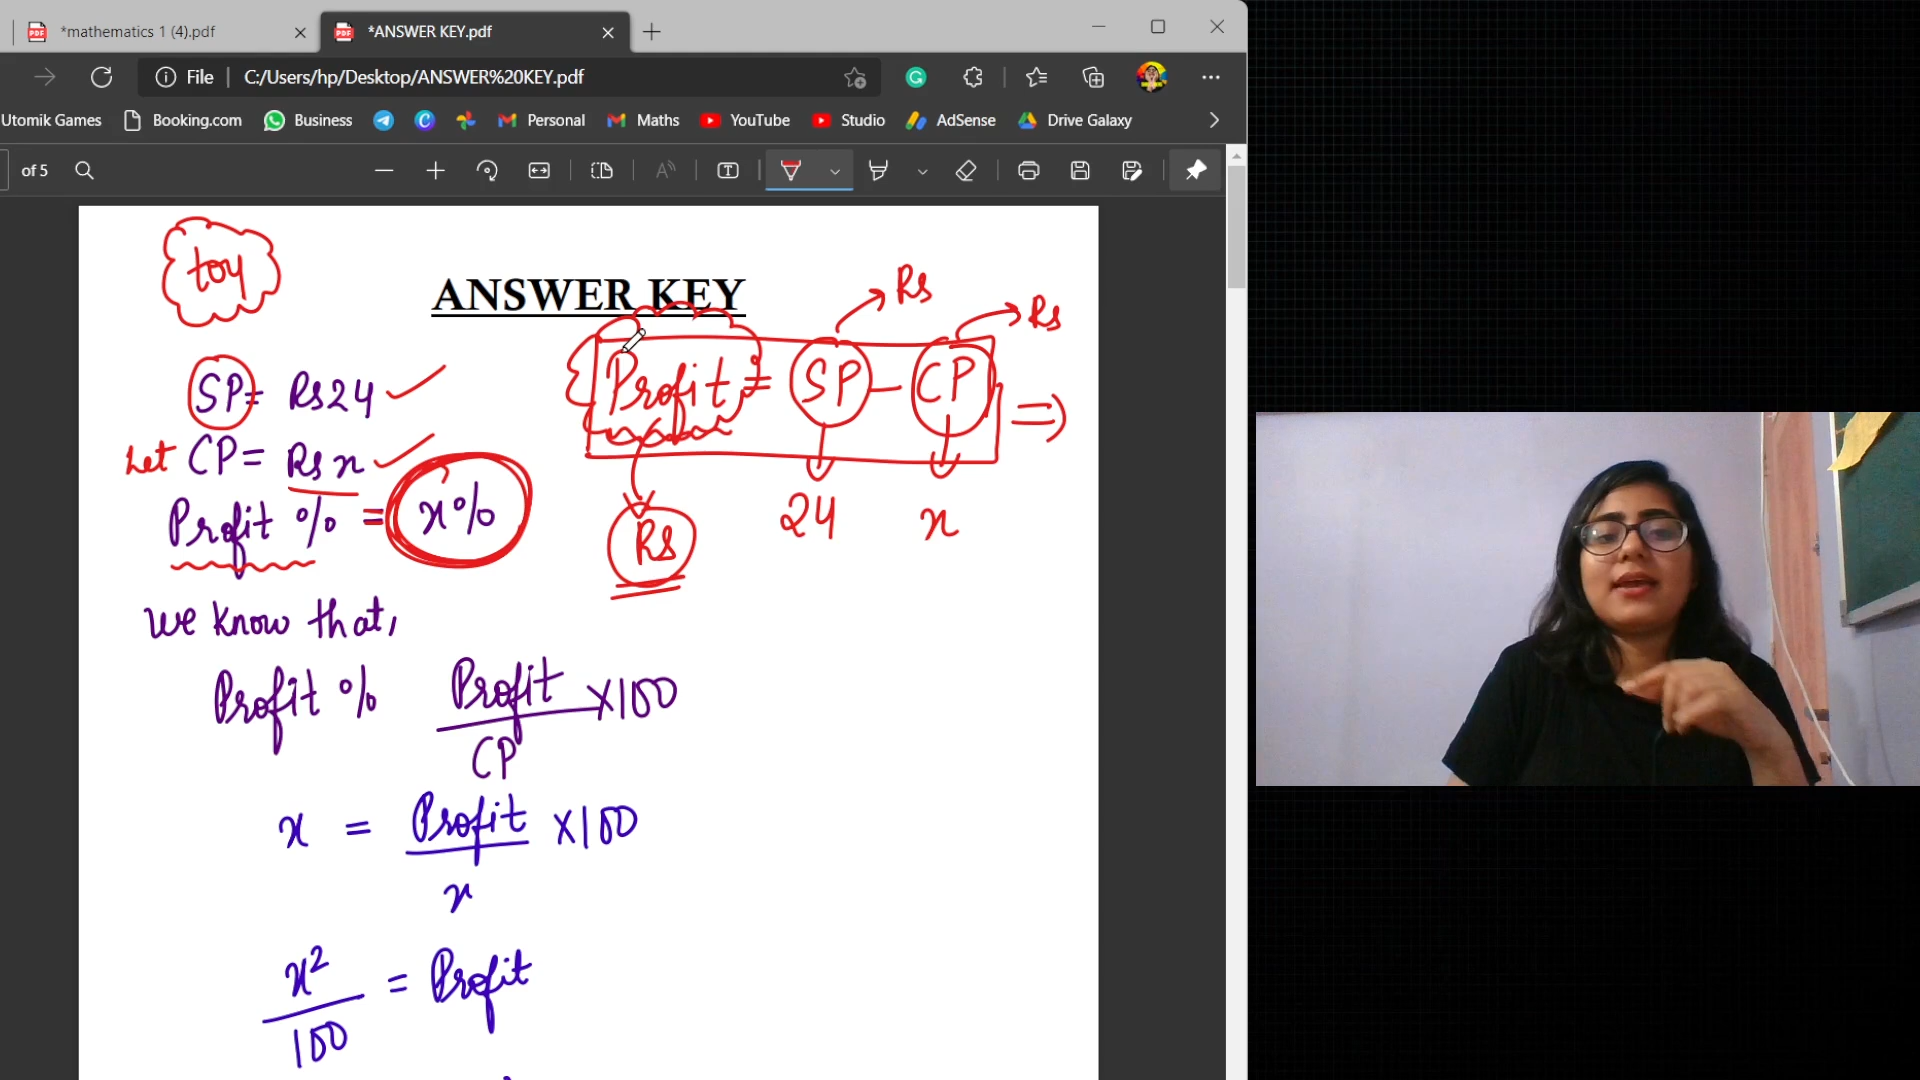 *mathematics 1 (4).pdf
*ANSWER KEY.pdf
File
C:/Users/hp/Desktop/ANSWER%20KEY.pdf
Utomik Games Booking.com Business Personal Maths YouTube Studio AdSense Drive Galaxy
of 5
toy
ANSWER KEY
Rs
Rs
Profit = SP - CP =>
SP = Rs 24
Let CP = Rs x
Profit % = x%
24 x
Rs
We know that,
Profit % Profit / CP ×100
x = Profit / x ×100
x² / 100 = Profit